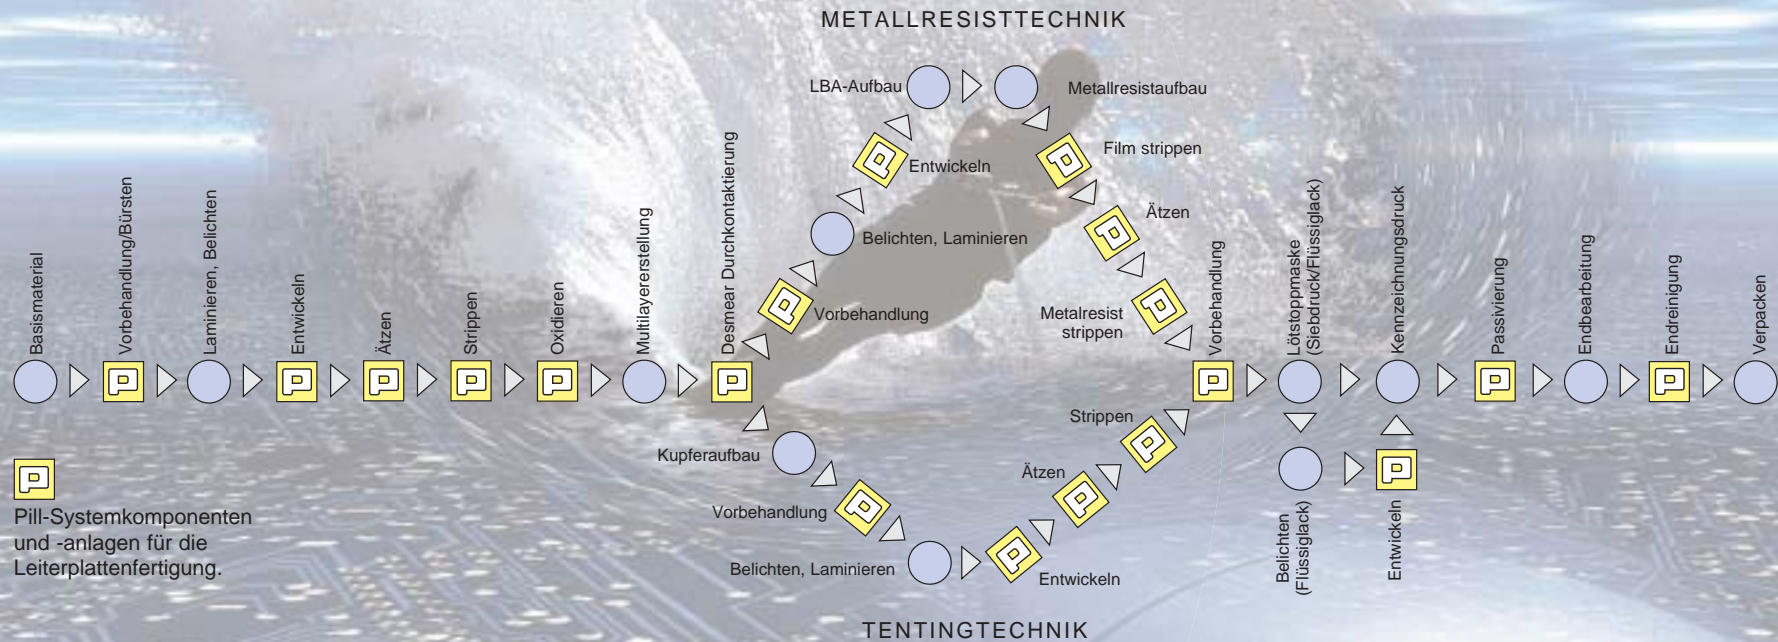 METALLRESISTTECHNIK
LBA-Aufbau
Metallresistaufbau
Entwickeln
Film strippen
Belichten, Laminieren
Ätzen
Vorbehandlung
Metalresist
strippen
Basismaterial
Vorbehandlung/Bürsten
Laminieren, Belichten
Entwickeln
Ätzen
Strippen
Oxidieren
Multilayererstellung
Desmear Durchkontaktierung
Vorbehandlung
Lötstoppmaske
(Siebdruck/Flüssiglack)
Kennzeichnungsdruck
Passivierung
Endbearbeitung
Endreinigung
Verpacken
Kupferaufbau
Vorbehandlung
Belichten, Laminieren
Entwickeln
Ätzen
Strippen
Belichten
(Flüssiglack)
Entwickeln
Pill-Systemkomponenten
und -anlagen für die
Leiterplattenfertigung.
TENTINGTECHNIK